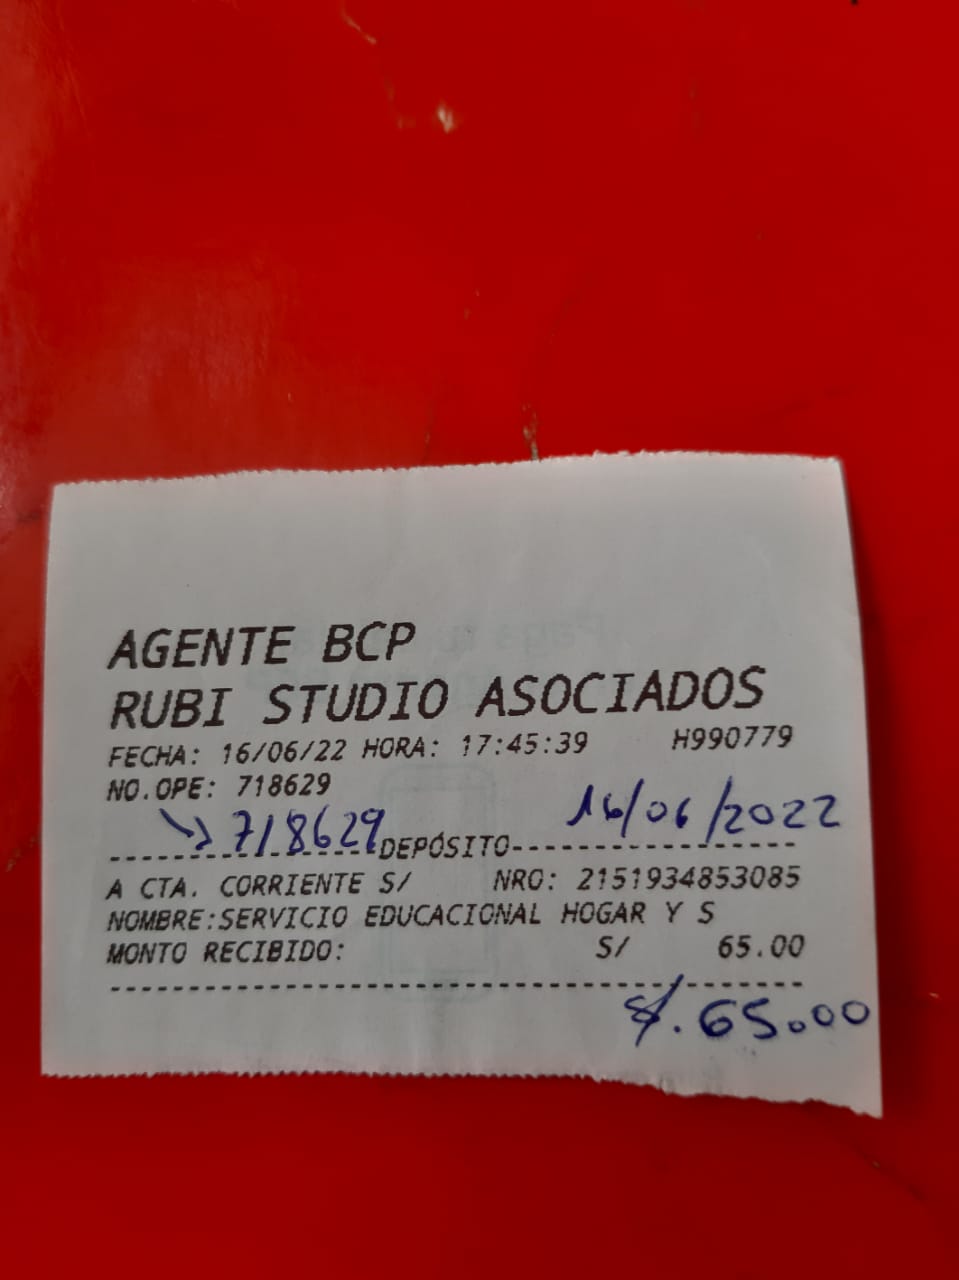 AGENTE BCP
RUBI STUDIO ASOCIADOS
FECHA: 16/06/22 HORA: 17:45:39 H990779
NO.OPE: 718629
718629 16/06/2022
DEPÓSITO
A CTA. CORRIENTE S/ NRO: 2151934853085
NOMBRE:SERVICIO EDUCACIONAL HOGAR Y S
MONTO RECIBIDO: S/ 65.00
S/. 65.00